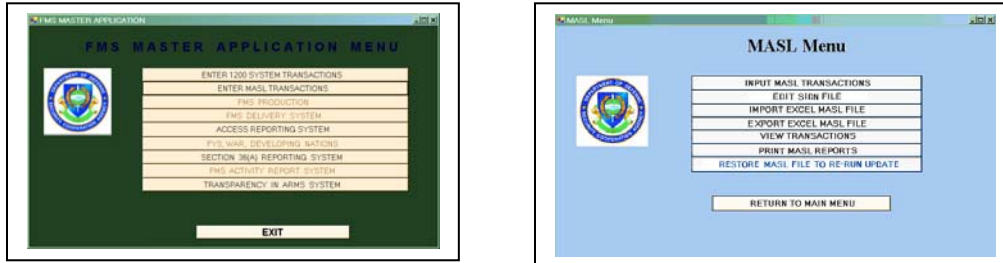 FMS MASTER APPLICATION
FMS MASTER APPLICATION MENU
ENTER 1200 SYSTEM TRANSACTIONS
ENTER MASL TRANSACTIONS
FMS PRODUCTION
FMS DELIVERY SYSTEM
ACCESS REPORTING SYSTEM
FYS, WAR, DEVELOPING NATIONS
SECTION 36(A) REPORTING SYSTEM
FMS ACTIVITY REPORT SYSTEM
TRANSPARENCY IN ARMS SYSTEM
EXIT
MASL Menu
MASL Menu
INPUT MASL TRANSACTIONS
EDIT SIGN FILE
IMPORT EXCEL MASL FILE
EXPORT EXCEL MASL FILE
VIEW TRANSACTIONS
PRINT MASL REPORTS
RESTORE MASL FILE TO RE-RUN UPDATE
RETURN TO MAIN MENU